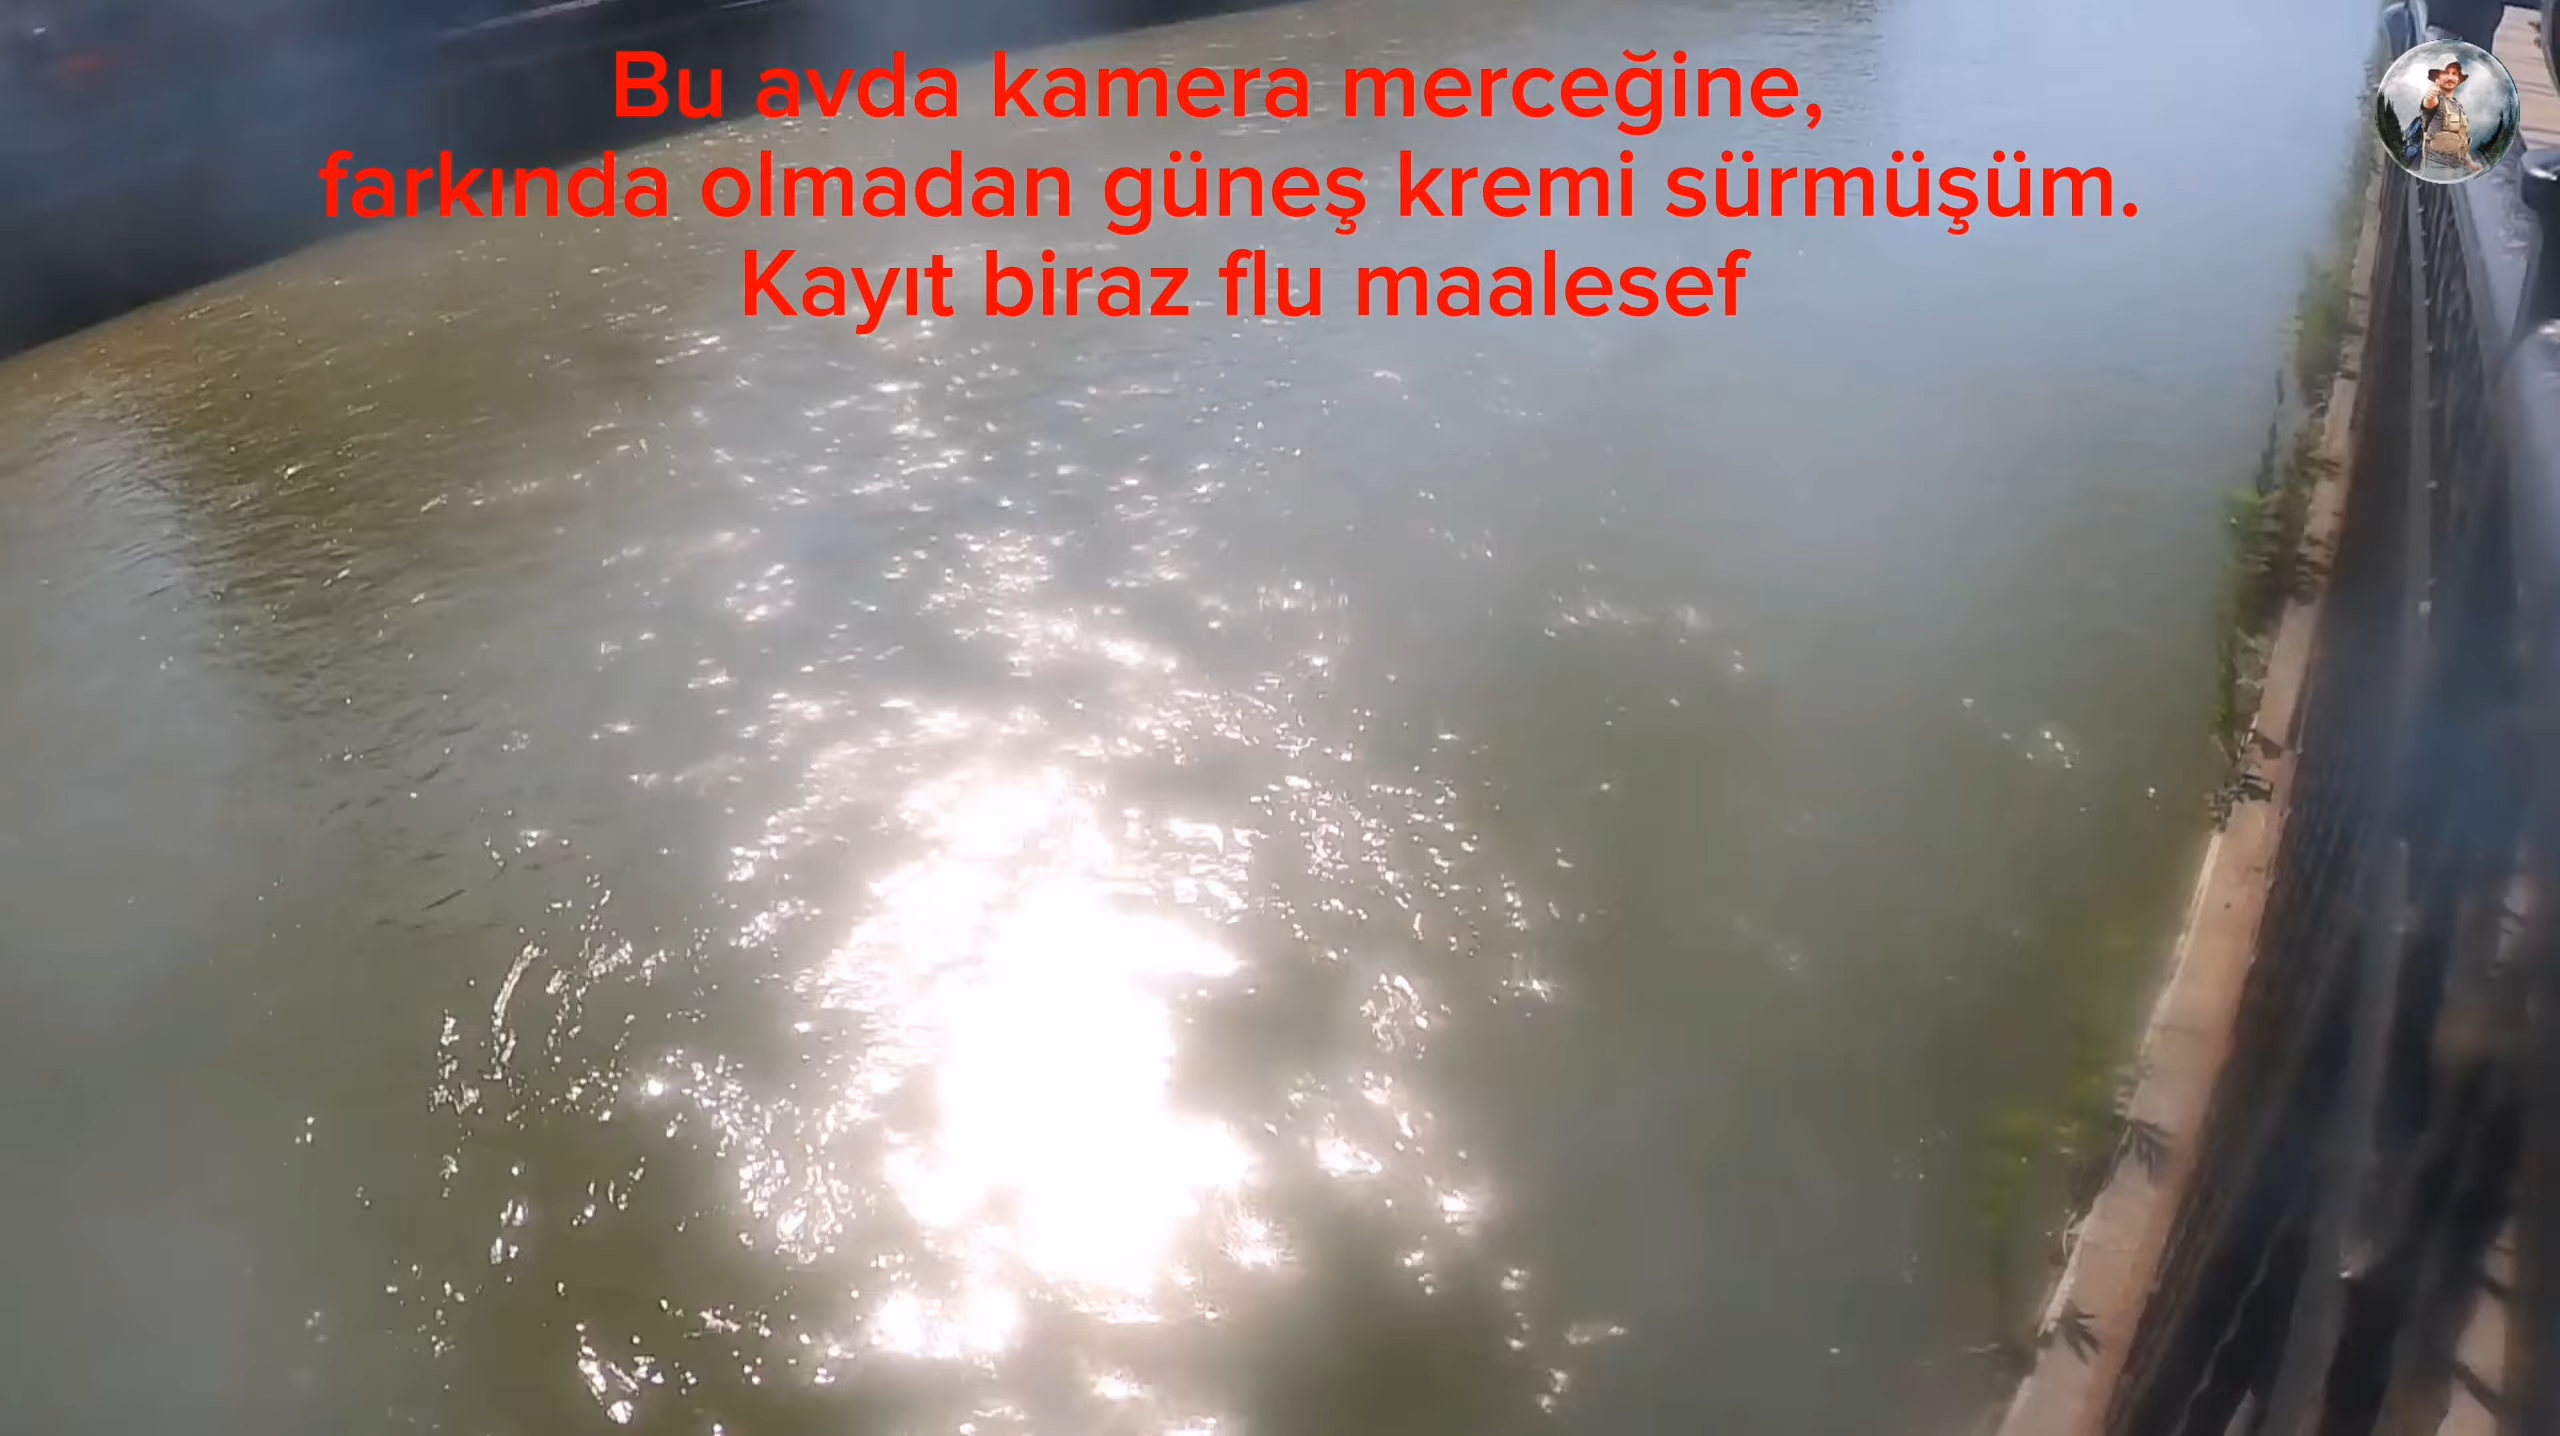 Bu avda kamera merceğine,
farkında olmadan güneş kremi sürmüşüm.
Kayıt biraz flu maalesef